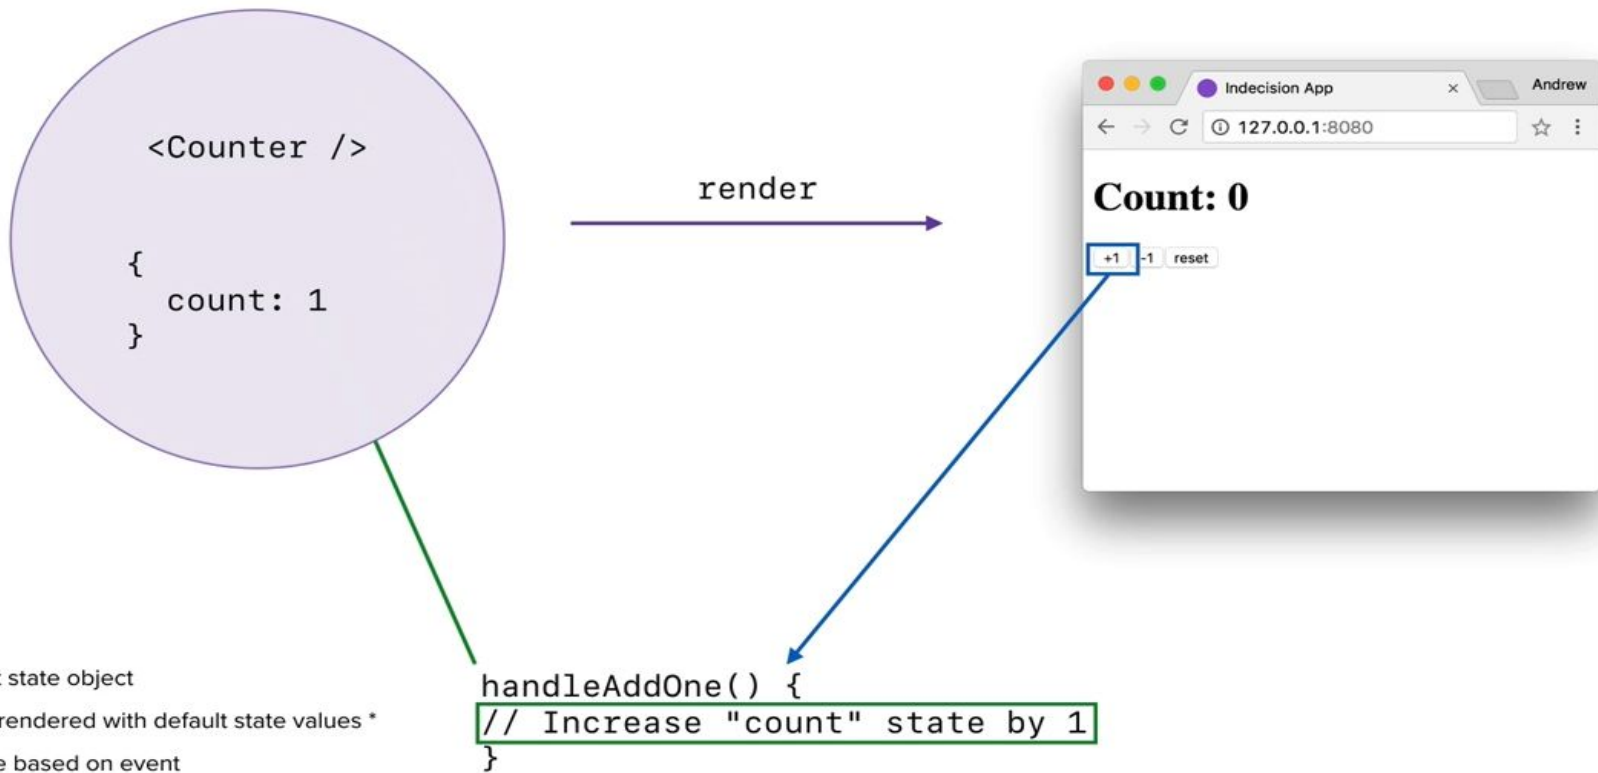 <Counter />
{
count: 1
}
render
Indecision App
Andrew
127.0.0.1:8080
Count: 0
+1 -1 reset
state object
rendered with default state values *
based on event
handleAddOne() {
// Increase "count" state by 1
}